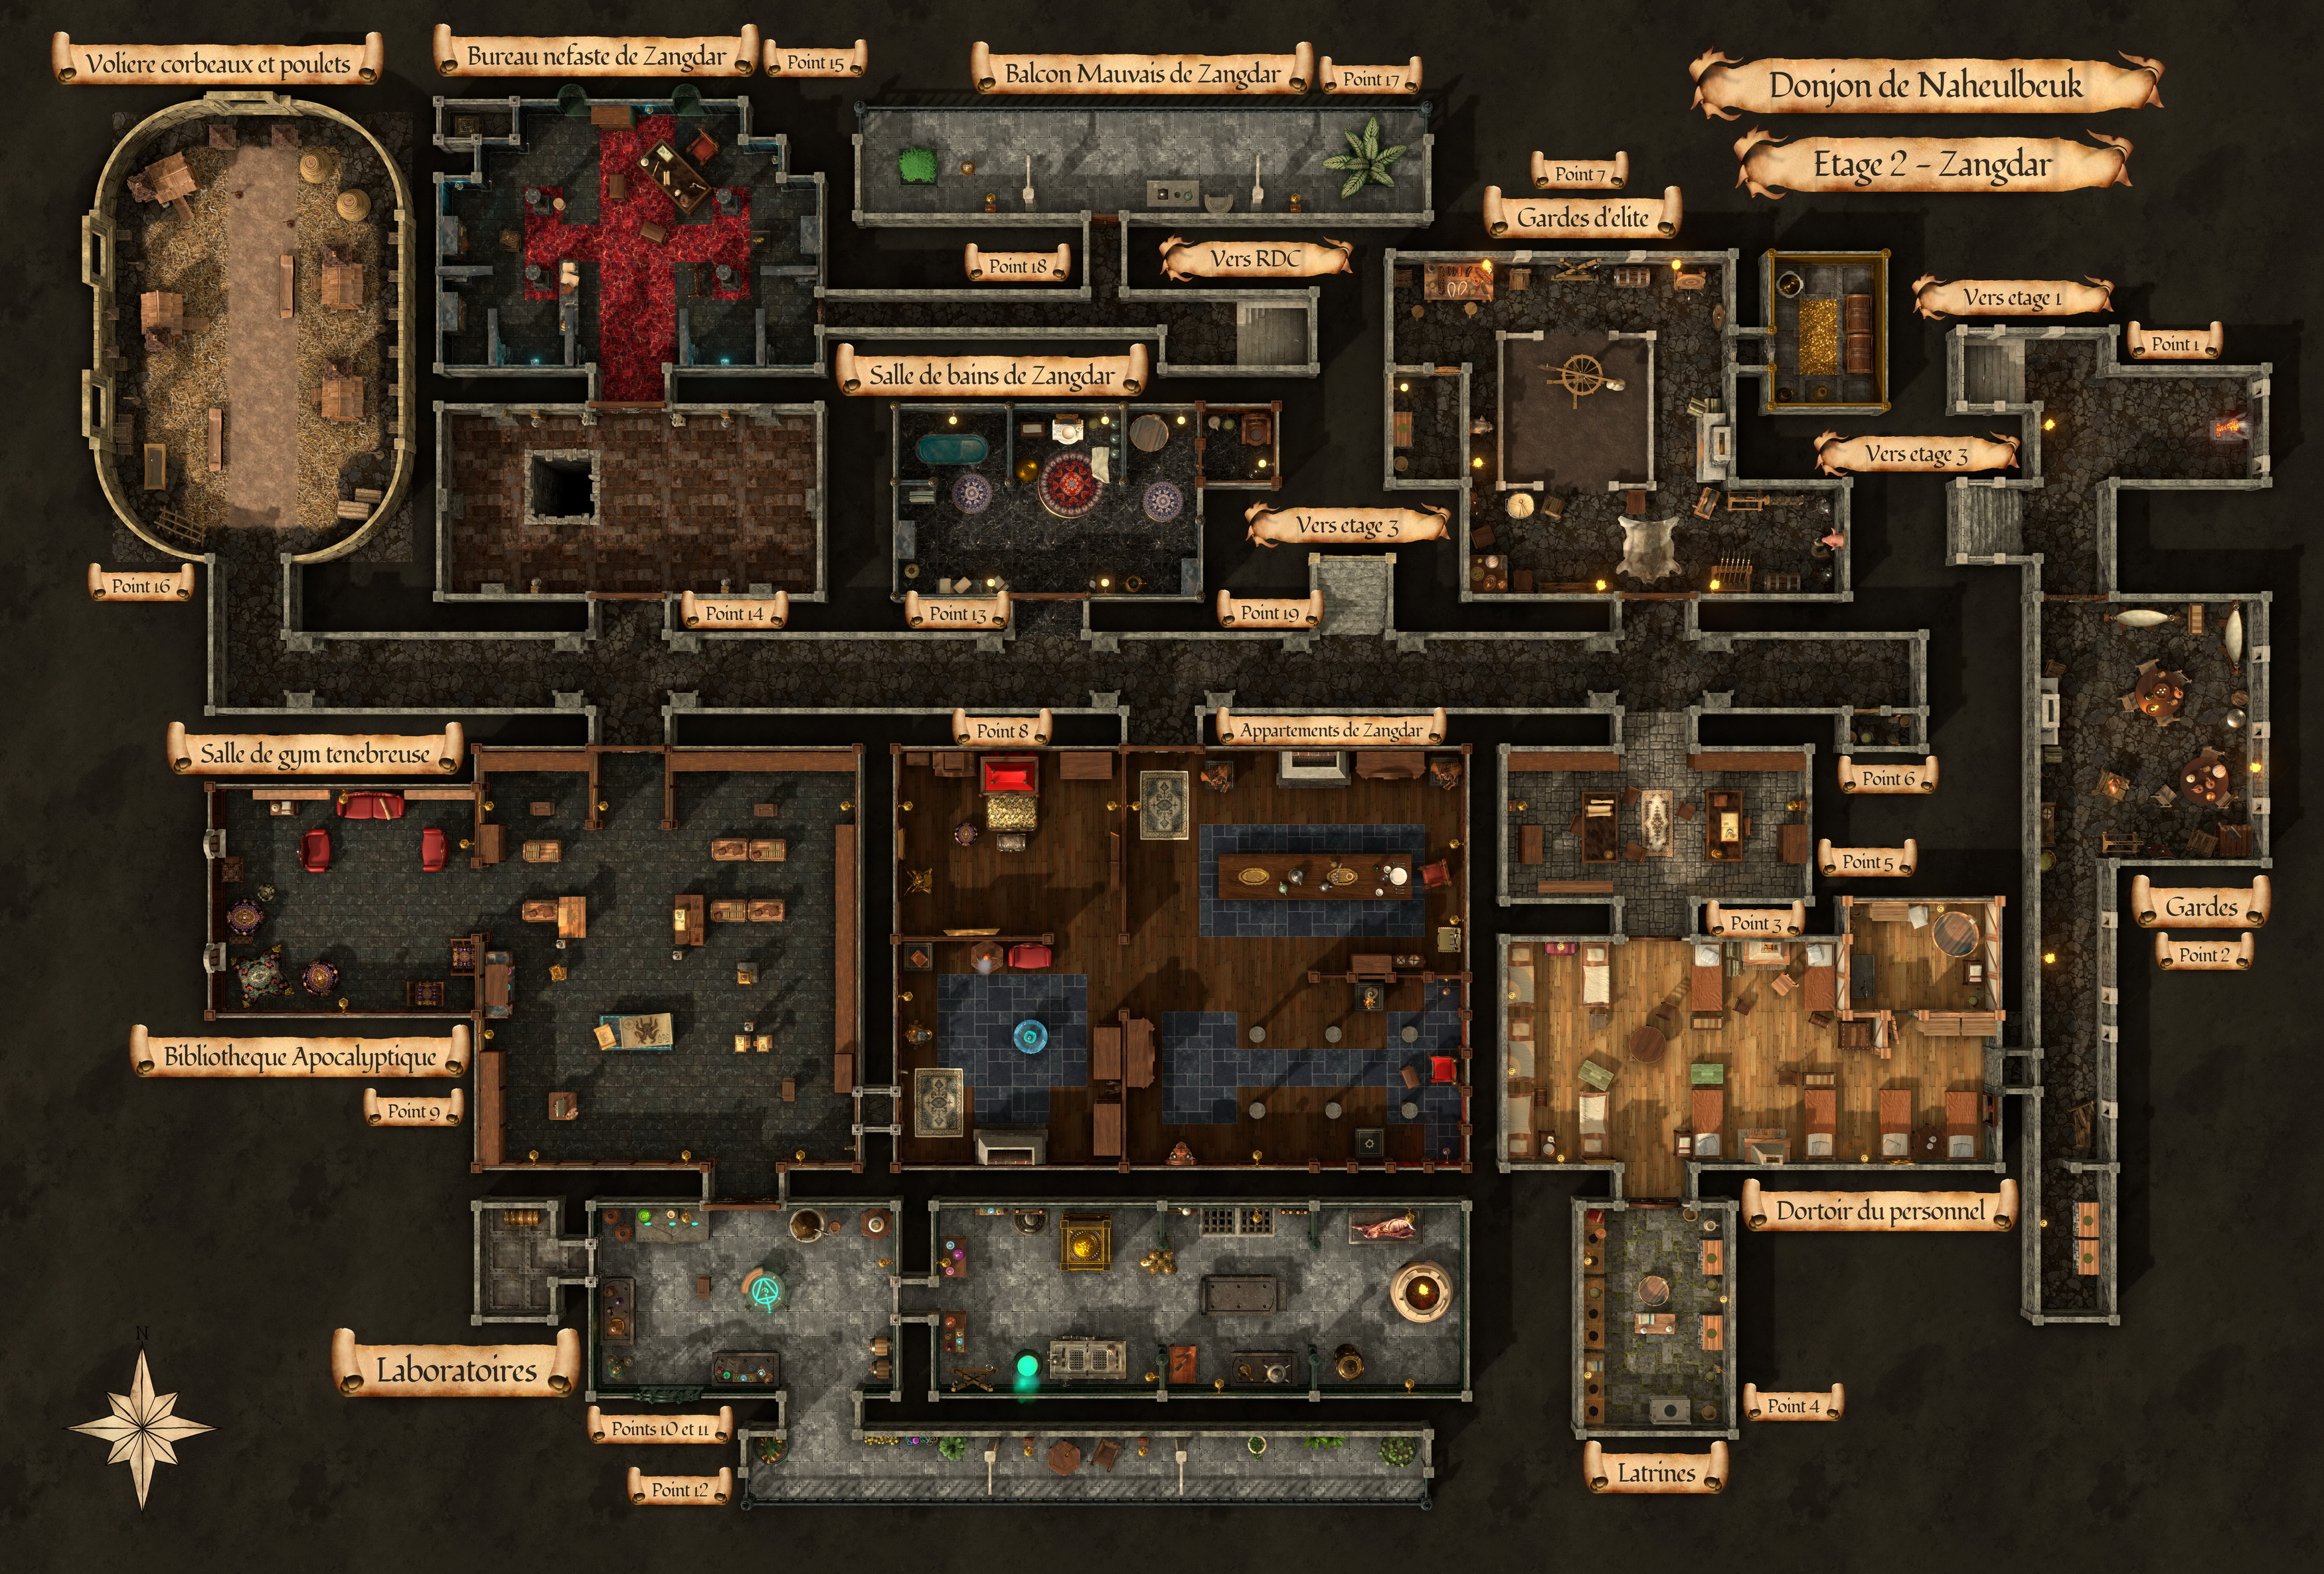 Voliere corbeaux et poulets
Bureau nefaste de Zangdar
Point 15
Balcon Mauvais de Zangdar
Point 17
Donjon de Naheulbeuk
Etage 2 - Zangdar
Point 7
Gardes d'elite
Point 18
Vers RDC
Vers etage 1
Point 1
Salle de bains de Zangdar
Vers etage 3
Vers etage 3
Point 16
Point 14
Point 13
Point 19
Salle de gym tenebreuse
Point 8
Appartements de Zangdar
Point 6
Point 5
Point 3
Gardes
Point 2
Bibliotheque Apocalyptique
Point 9
Dortoir du personnel
N
Laboratoires
Points 10 et 11
Point 4
Point 12
Latrines